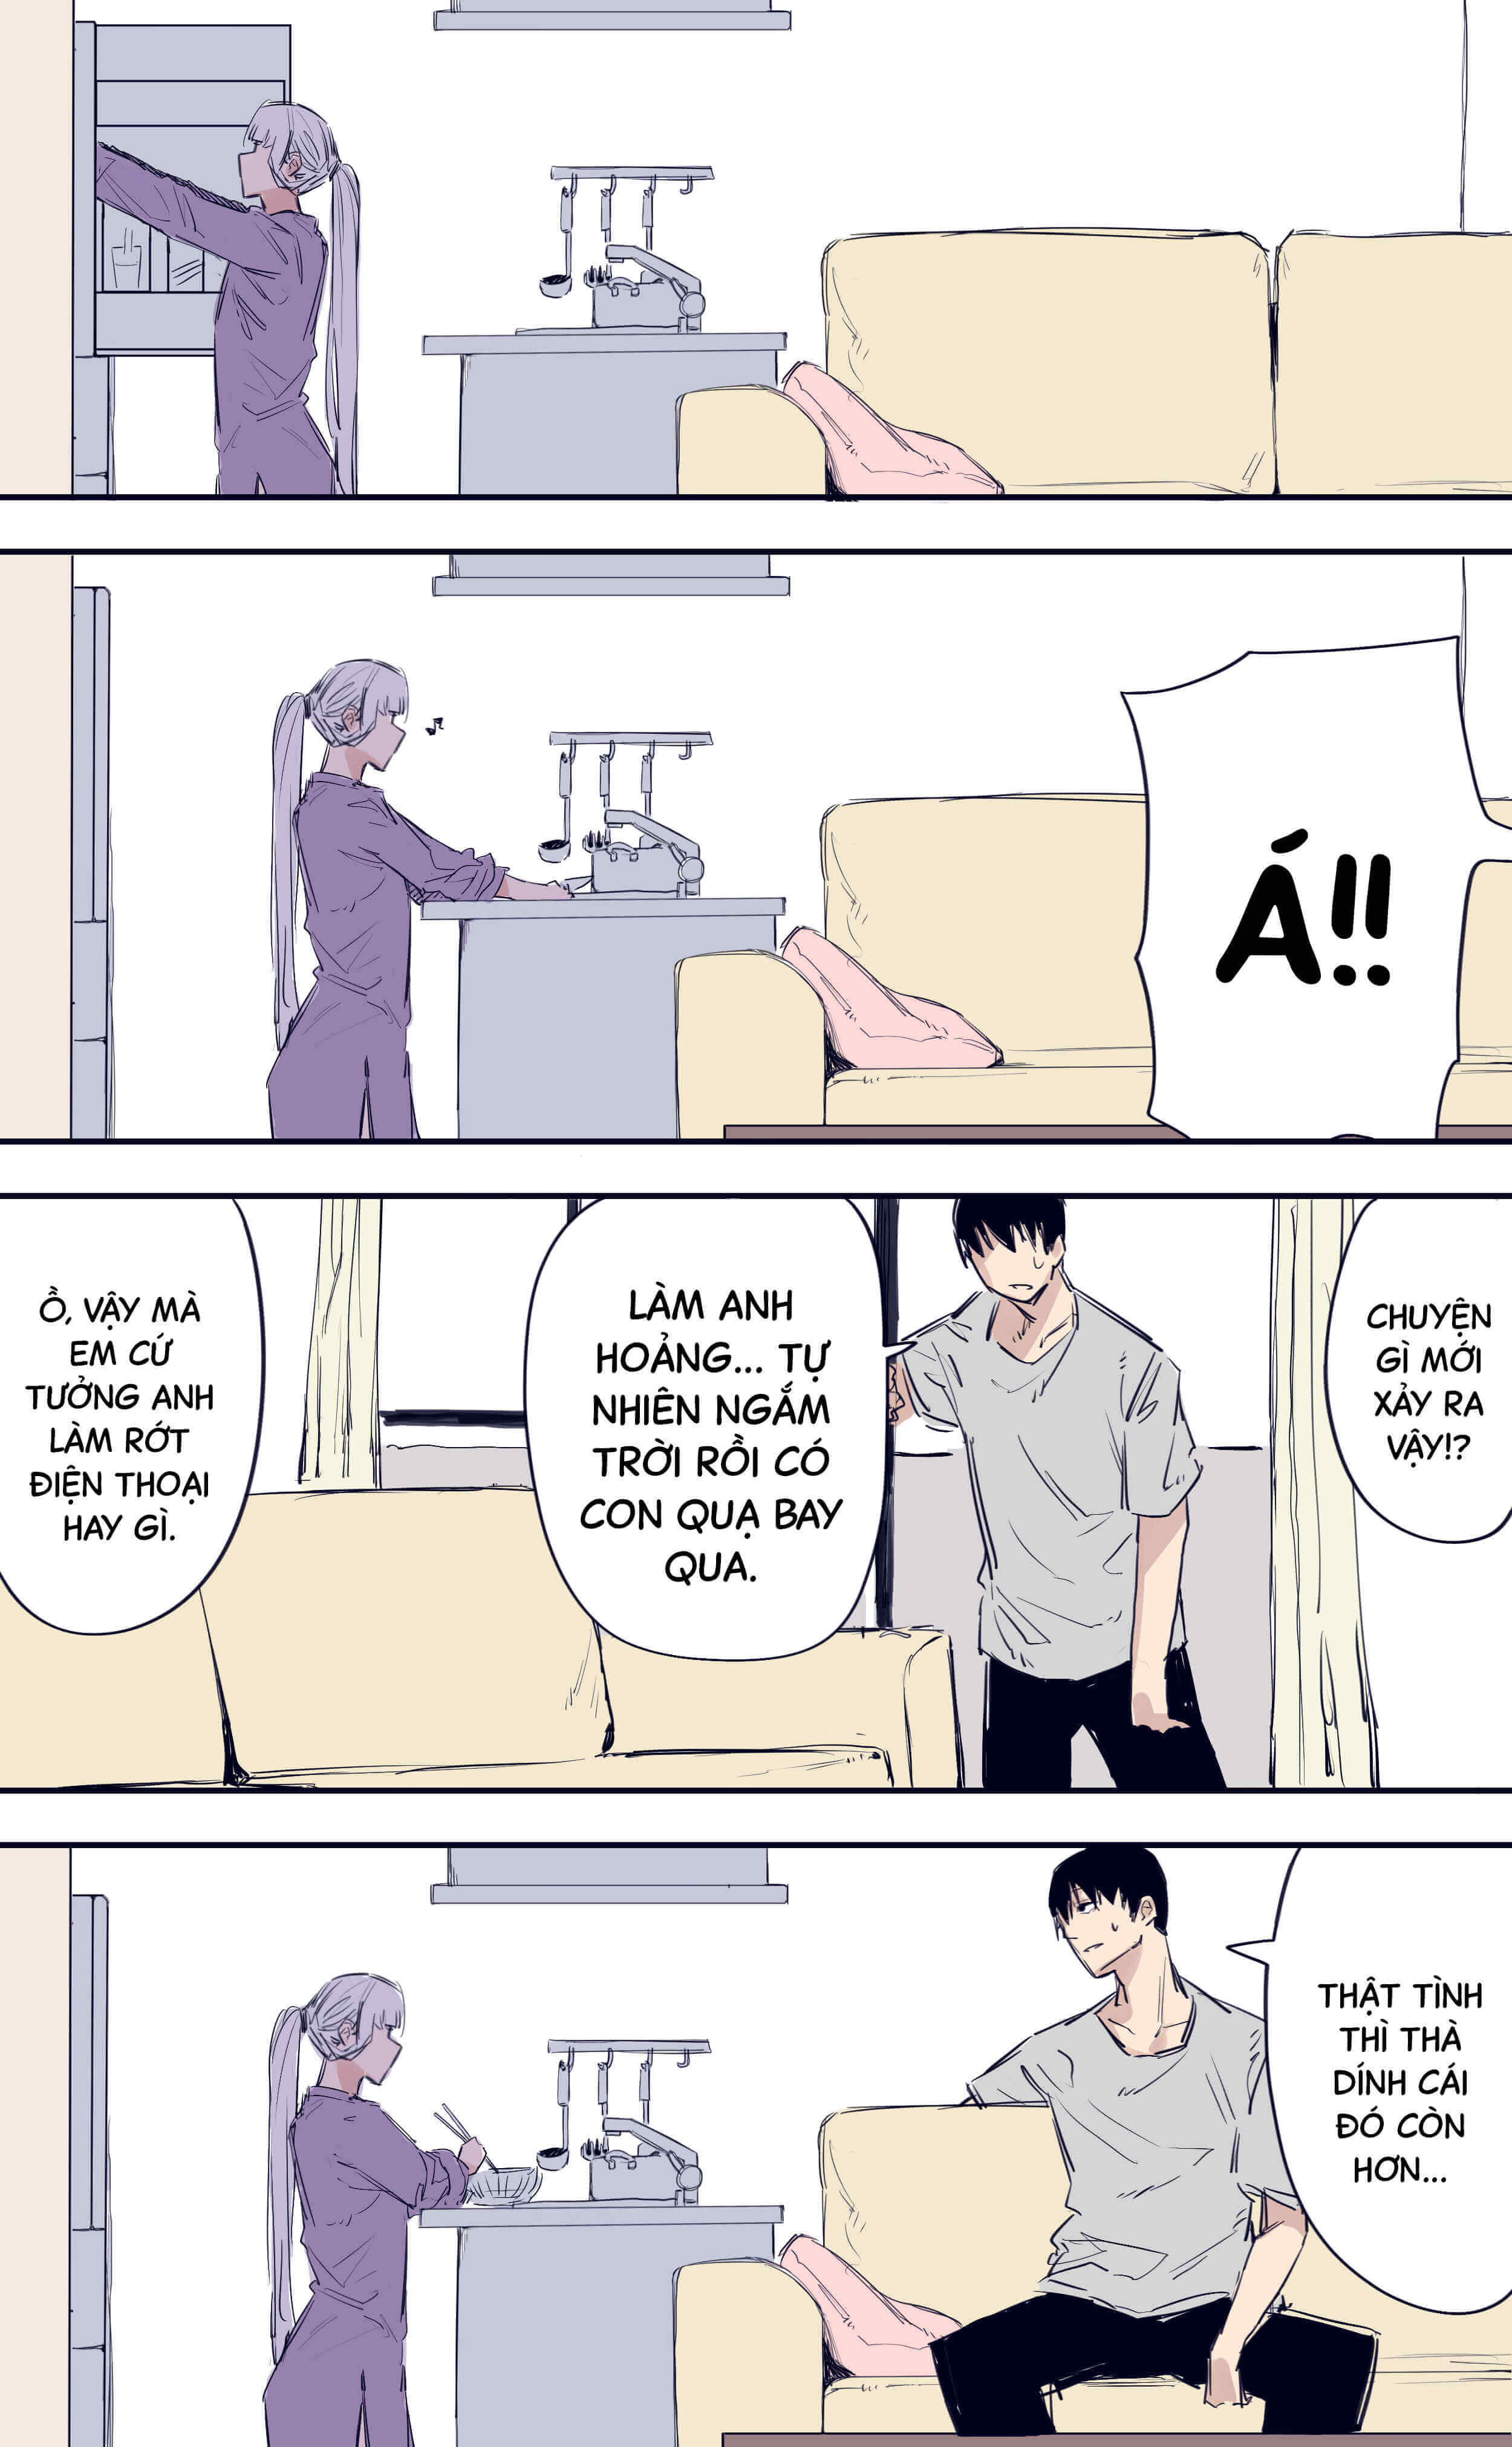 Á!!
CHUYỆN
GÌ MỚI
XẢY RA
VẬY!?
LÀM ANH
HOẢNG... TỰ
NHIÊN NGẮM
TRỜI RỒI CÓ
CON QUẠ BAY
QUA.
Ồ, VẬY MÀ
EM CỨ
TƯỞNG ANH
LÀM RỚT
ĐIỆN THOẠI
HAY GÌ.
THẬT TÌNH
THÌ THÀ
DÍNH CÁI
ĐÓ CÒN
HƠN...